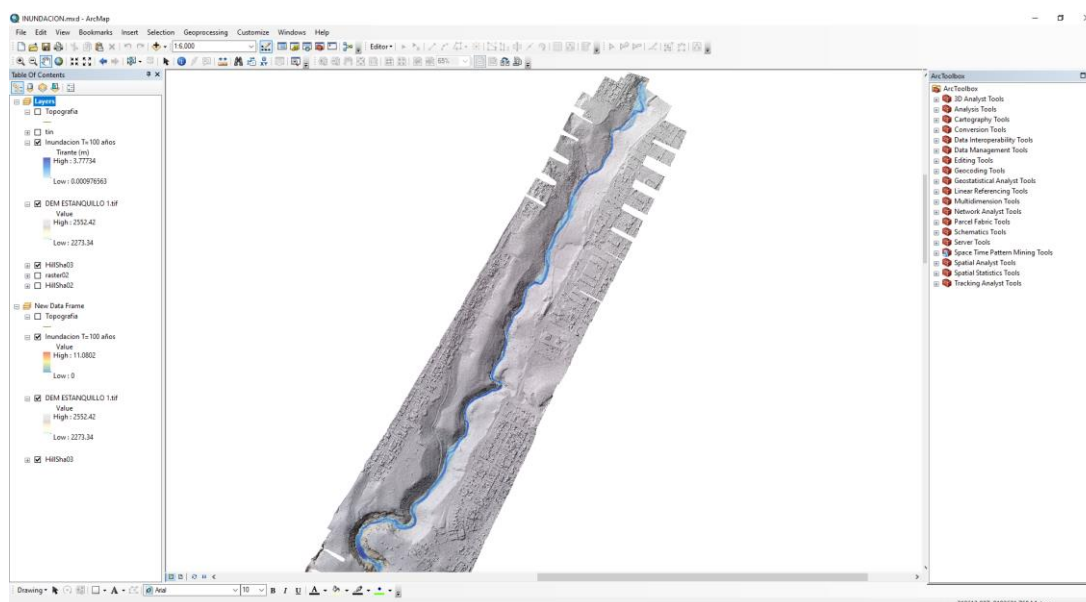 INUNDACION.mxd - ArcMap
File Edit View Bookmarks Insert Selection Geoprocessing Customize Windows Help
1:6,000
Editor
65%
Table Of Contents
Layers
Topografia
tin
Inundacion T= 100 años
Tirante (m)
High : 3.77734
Low : 0.000976563
DEM ESTANQUILLO 1.tif
Value
High : 2552.42
Low : 2273.34
HillSha03
raster02
HillSha02
New Data Frame
Topografia
Inundacion T= 100 años
Value
High : 11.0802
Low : 0
DEM ESTANQUILLO 1.tif
Value
High : 2552.42
Low : 2273.34
HillSha03
ArcToolbox
ArcToolbox
3D Analyst Tools
Analysis Tools
Cartography Tools
Conversion Tools
Data Interoperability Tools
Data Management Tools
Editing Tools
Geocoding Tools
Geostatistical Analyst Tools
Linear Referencing Tools
Multidimension Tools
Network Analyst Tools
Parcel Fabric Tools
Schematics Tools
Server Tools
Space Time Pattern Mining Tools
Spatial Analyst Tools
Spatial Statistics Tools
Tracking Analyst Tools
Drawing
Arial
10
B I U A